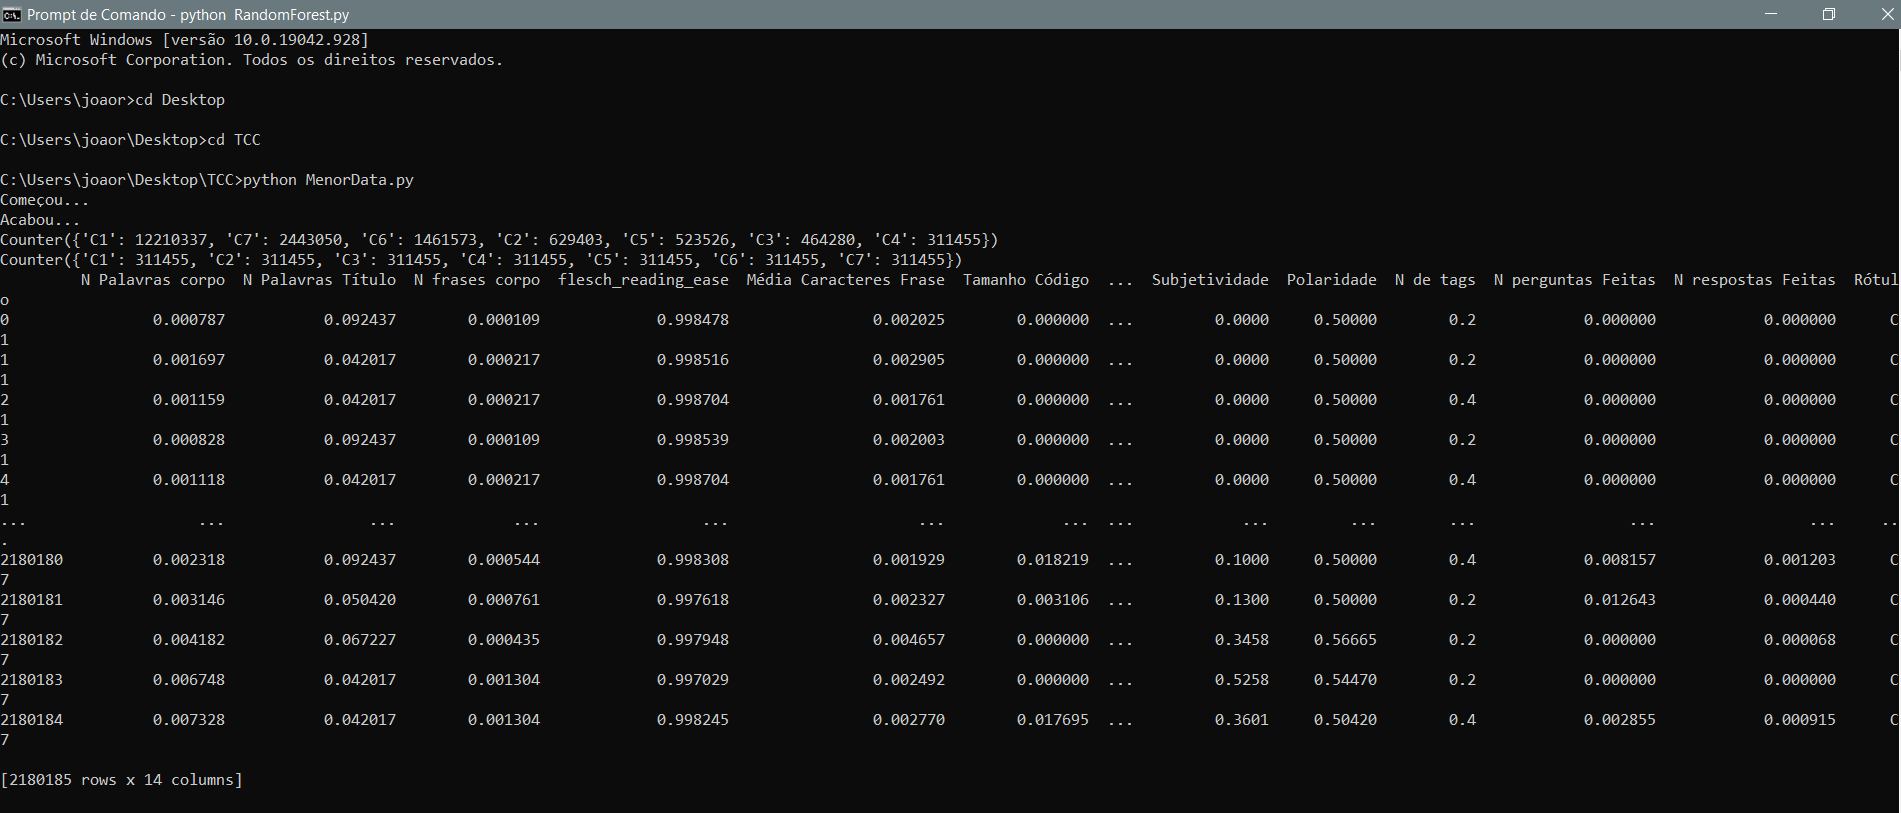 Prompt de Comando - python  RandomForest.py
Microsoft Windows [versão 10.0.19042.928]
(c) Microsoft Corporation. Todos os direitos reservados.
C:\Users\joaor>cd Desktop
C:\Users\joaor\Desktop>cd TCC
C:\Users\joaor\Desktop\TCC>python MenorData.py
Começou...
Acabou...
Counter({'C1': 12210337, 'C7': 2443050, 'C6': 1461573, 'C2': 629403, 'C5': 523526, 'C3': 464280, 'C4': 311455})
Counter({'C1': 311455, 'C2': 311455, 'C3': 311455, 'C4': 311455, 'C5': 311455, 'C6': 311455, 'C7': 311455})
N Palavras corpo  N Palavras Título  N frases corpo  flesch_reading_ease  Média Caracteres Frase  Tamanho Código  ...  Subjetividade  Polaridade  N de tags  N perguntas Feitas  N respostas Feitas  Rótul
o
0 0.000787 0.092437 0.000109 0.998478 0.002025 0.000000 ... 0.0000 0.50000 0.2 0.000000 0.000000 C
1
1 0.001697 0.042017 0.000217 0.998516 0.002905 0.000000 ... 0.0000 0.50000 0.2 0.000000 0.000000 C
1
2 0.001159 0.042017 0.000217 0.998704 0.001761 0.000000 ... 0.0000 0.50000 0.4 0.000000 0.000000 C
1
3 0.000828 0.092437 0.000109 0.998539 0.002003 0.000000 ... 0.0000 0.50000 0.2 0.000000 0.000000 C
1
4 0.001118 0.042017 0.000217 0.998704 0.001761 0.000000 ... 0.0000 0.50000 0.4 0.000000 0.000000 C
1
... ... ... ... ... ... ... ... ... ... ... ... ... ..
.
2180180 0.002318 0.092437 0.000544 0.998308 0.001929 0.018219 ... 0.1000 0.50000 0.4 0.008157 0.001203 C
7
2180181 0.003146 0.050420 0.000761 0.997618 0.002327 0.003106 ... 0.1300 0.50000 0.2 0.012643 0.000440 C
7
2180182 0.004182 0.067227 0.000435 0.997948 0.004657 0.000000 ... 0.3458 0.56665 0.2 0.000000 0.000068 C
7
2180183 0.006748 0.042017 0.001304 0.997029 0.002492 0.000000 ... 0.5258 0.54470 0.2 0.000000 0.000000 C
7
2180184 0.007328 0.042017 0.001304 0.998245 0.002770 0.017695 ... 0.3601 0.50420 0.4 0.002855 0.000915 C
7
[2180185 rows x 14 columns]